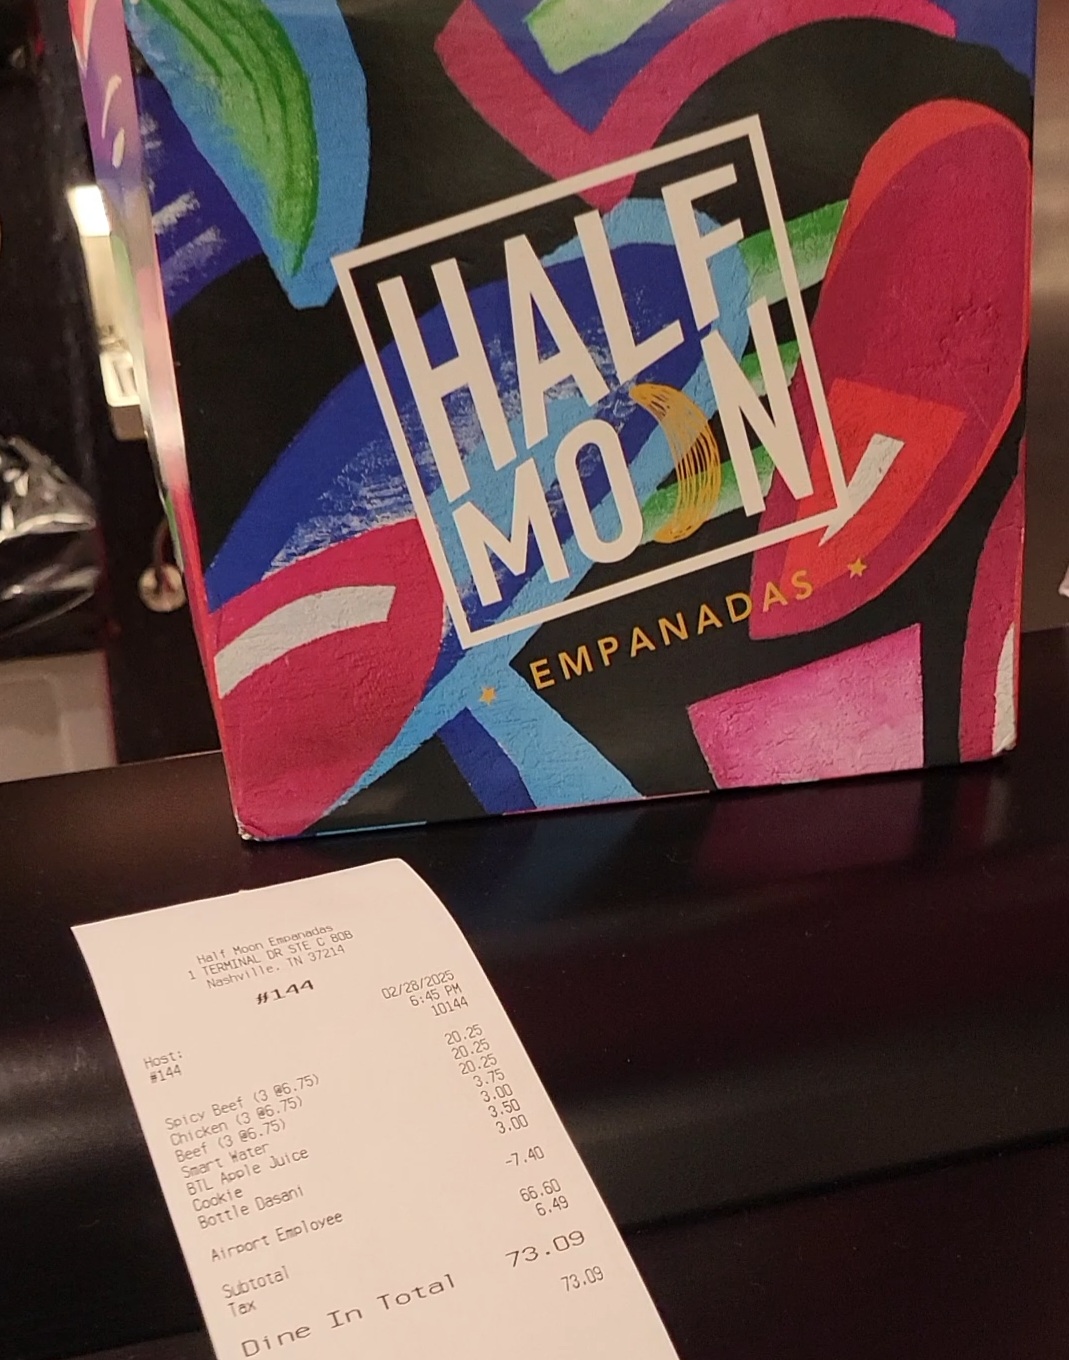 HALF
MOON
EMPANADAS
Half Moon Empanadas
1 TERMINAL DR STE C BOB
Nashville, TN 37214
#144
02/28/2025
6:45 PM
10144
Host:
#144
Spicy Beef (3 @6.75) 20.25
Chicken (3 @6.75) 20.25
Beef (3 @6.75) 20.25
Smart Water 3.75
BTL Apple Juice 3.00
Cookie 3.50
Bottle Dasani 3.00
Airport Employee -7.40
Subtotal 66.60
Tax 6.49
Dine In Total 73.09
73.09